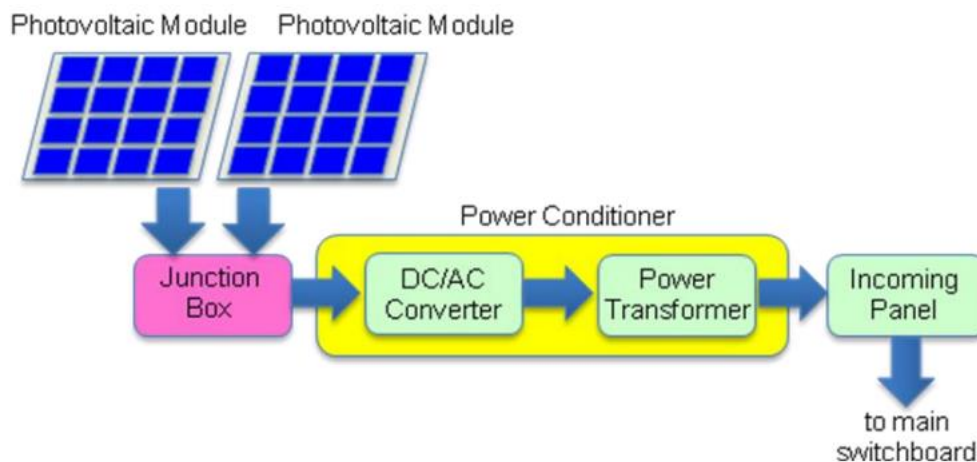 Photovoltaic Module
Photovoltaic Module
Power Conditioner
Junction
Box
DC/AC
Converter
Power
Transformer
Incoming
Panel
to main
switchboard